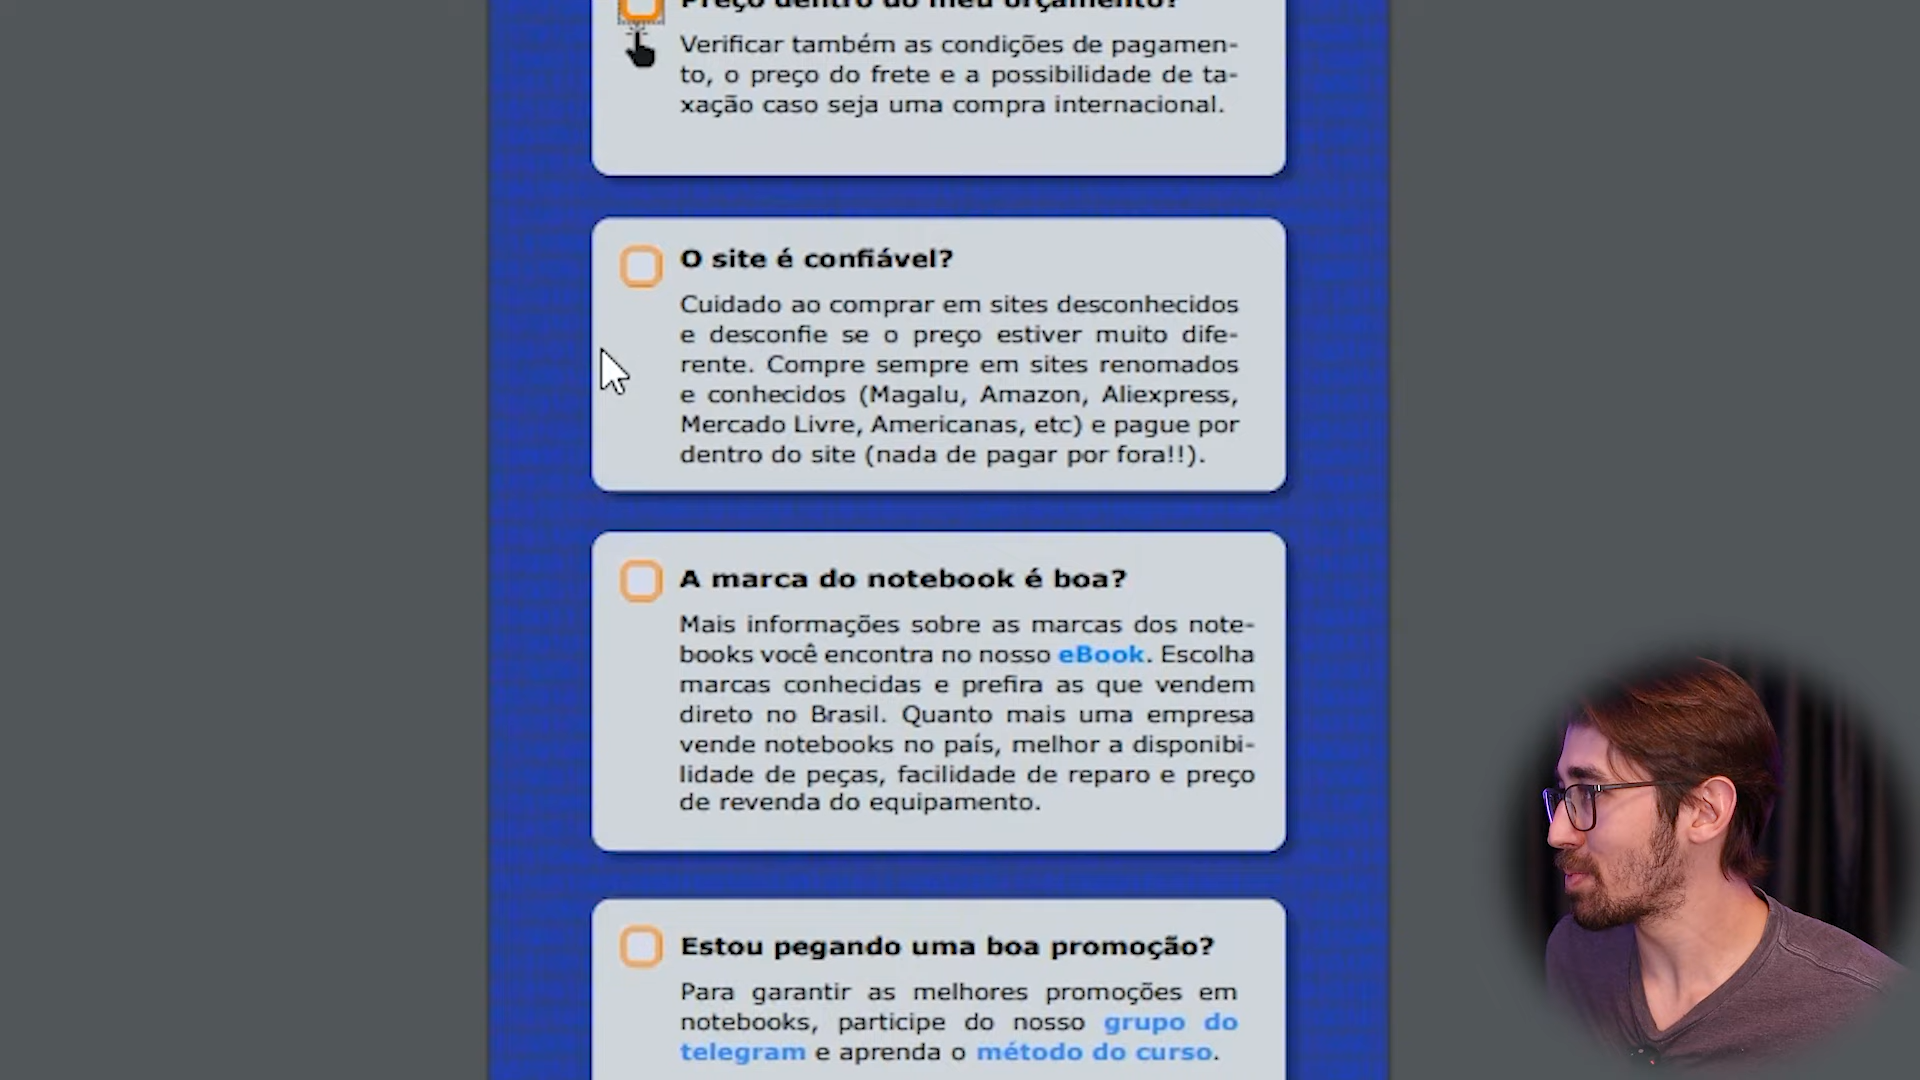 Preço dentro do meu orçamento?
Verificar também as condições de pagamen-
to, o preço do frete e a possibilidade de ta-
xação caso seja uma compra internacional.
O site é confiável?
Cuidado ao comprar em sites desconhecidos
e desconfie se o preço estiver muito dife-
rente. Compre sempre em sites renomados
e conhecidos (Magalu, Amazon, Aliexpress,
Mercado Livre, Americanas, etc) e pague por
dentro do site (nada de pagar por fora!!).
A marca do notebook é boa?
Mais informações sobre as marcas dos note-
books você encontra no nosso eBook. Escolha
marcas conhecidas e prefira as que vendem
direto no Brasil. Quanto mais uma empresa
vende notebooks no país, melhor a disponibi-
lidade de peças, facilidade de reparo e preço
de revenda do equipamento.
Estou pegando uma boa promoção?
Para garantir as melhores promoções em
notebooks, participe do nosso grupo do
telegram e aprenda o método do curso.